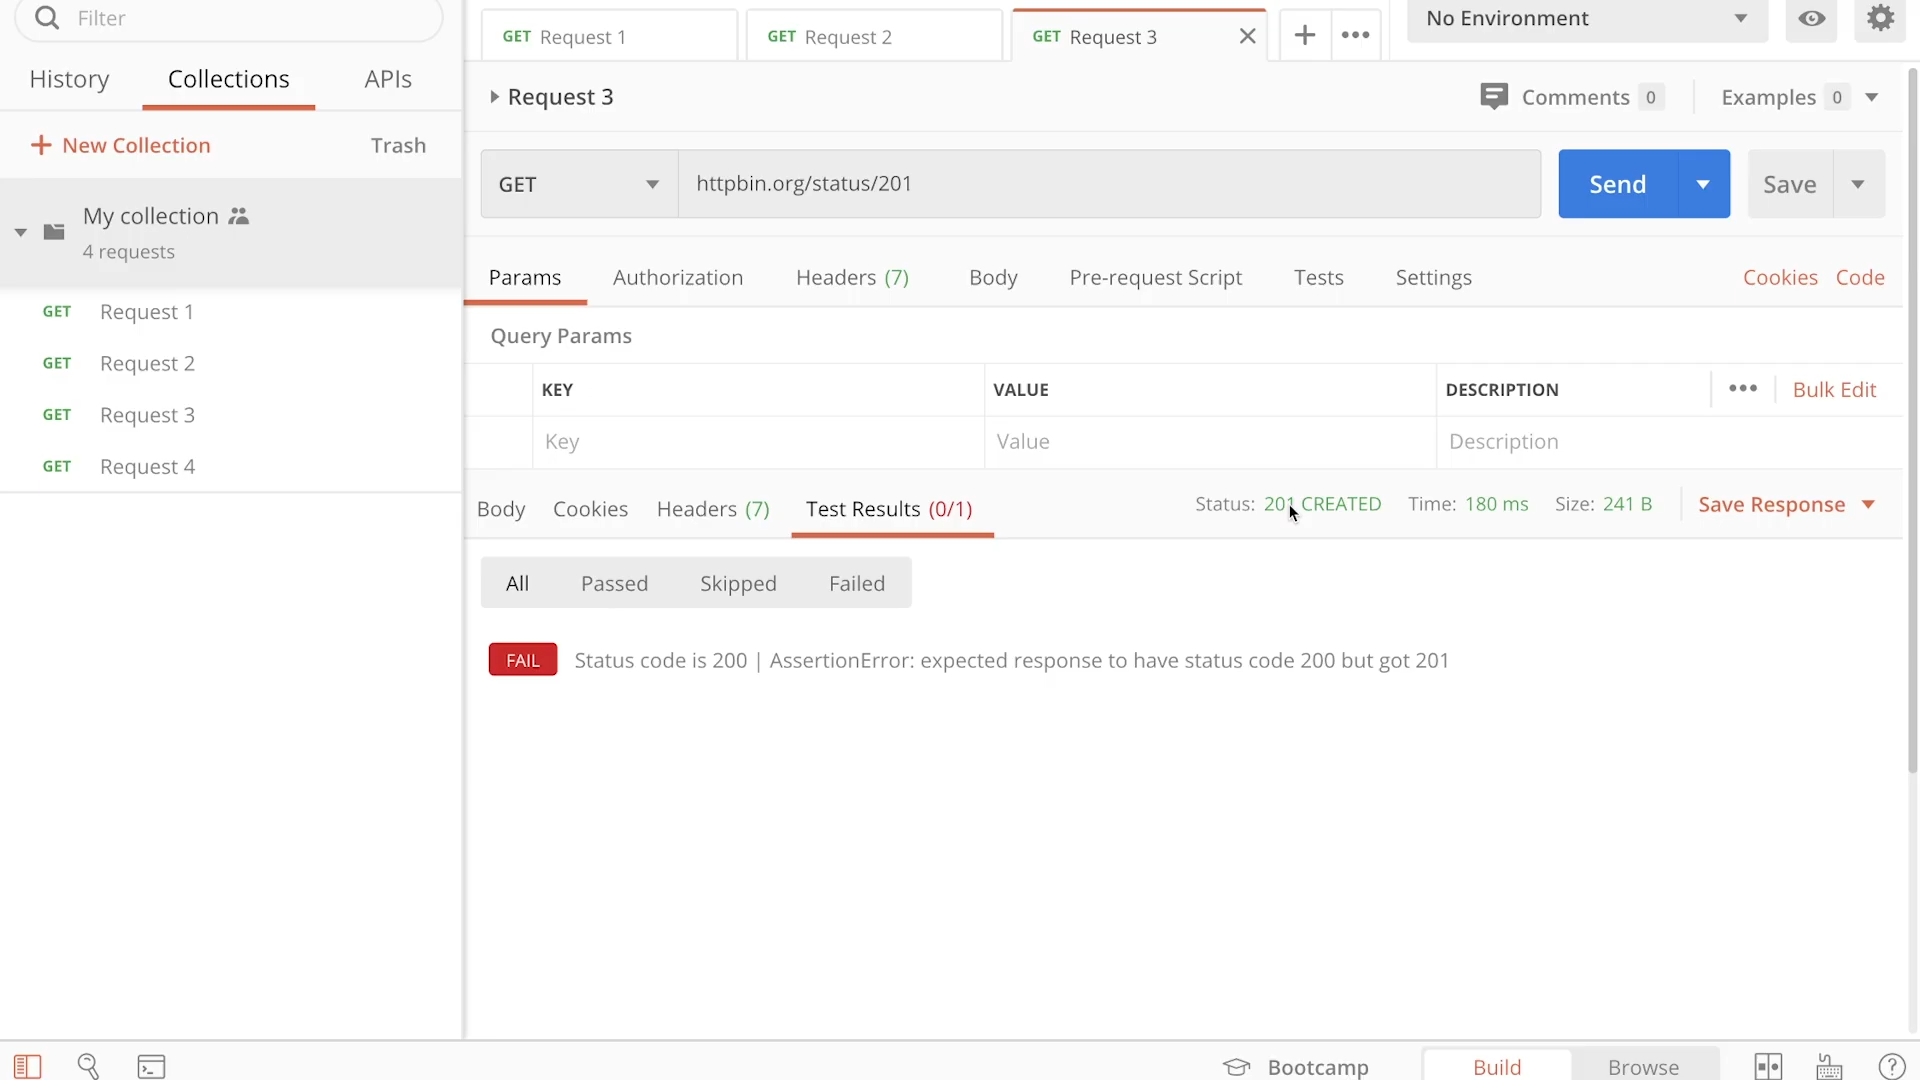 Filter
GET Request 1
GET Request 2
GET Request 3
No Environment
History
Collections
APIs
Request 3
Comments 0
Examples 0
New Collection
Trash
GET
httpbin.org/status/201
Send
Save
My collection
4 requests
Params
Authorization
Headers (7)
Body
Pre-request Script
Tests
Settings
Cookies
Code
GET Request 1
GET Request 2
GET Request 3
GET Request 4
Query Params
KEY
VALUE
DESCRIPTION
Bulk Edit
Key
Value
Description
Body
Cookies
Headers (7)
Test Results (0/1)
Status: 201 CREATED
Time: 180 ms
Size: 241 B
Save Response
All
Passed
Skipped
Failed
FAIL
Status code is 200 | AssertionError: expected response to have status code 200 but got 201
Bootcamp
Build
Browse